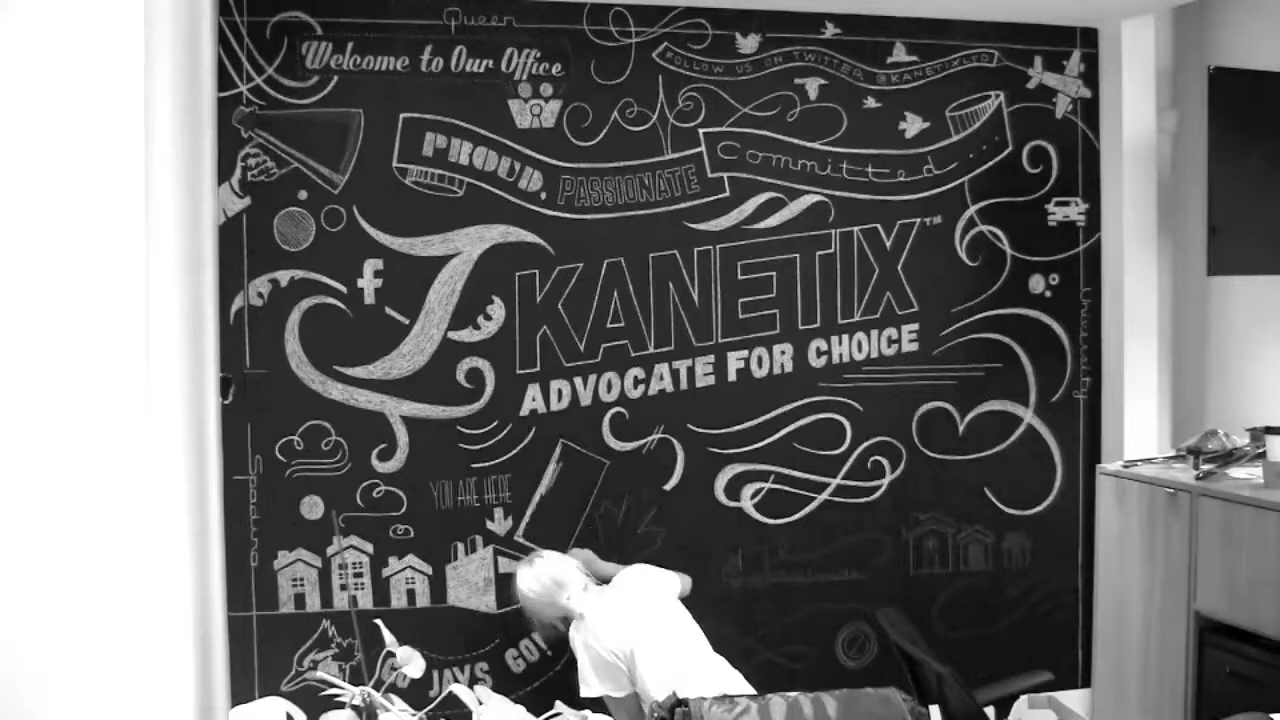 Queen
Welcome to Our Office
FOLLOW US ON TWITTER @KANETIXLTD
PROUD, PASSIONATE Committed...
f
KANETIX™
ADVOCATE FOR CHOICE
University
Spadina
YOU ARE HERE
GO JAYS GO!